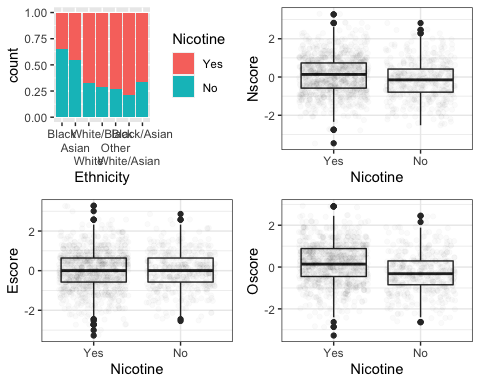 1.00
0.75
0.50
0.25
0.00
count
Black
White/Black
Black/Asian
Asian
Other
White
White/Asian
Ethnicity
Nicotine
Yes
No
2
0
-2
Nscore
Yes No
Nicotine
2
0
-2
Escore
Yes No
Nicotine
2
0
-2
Oscore
Yes No
Nicotine